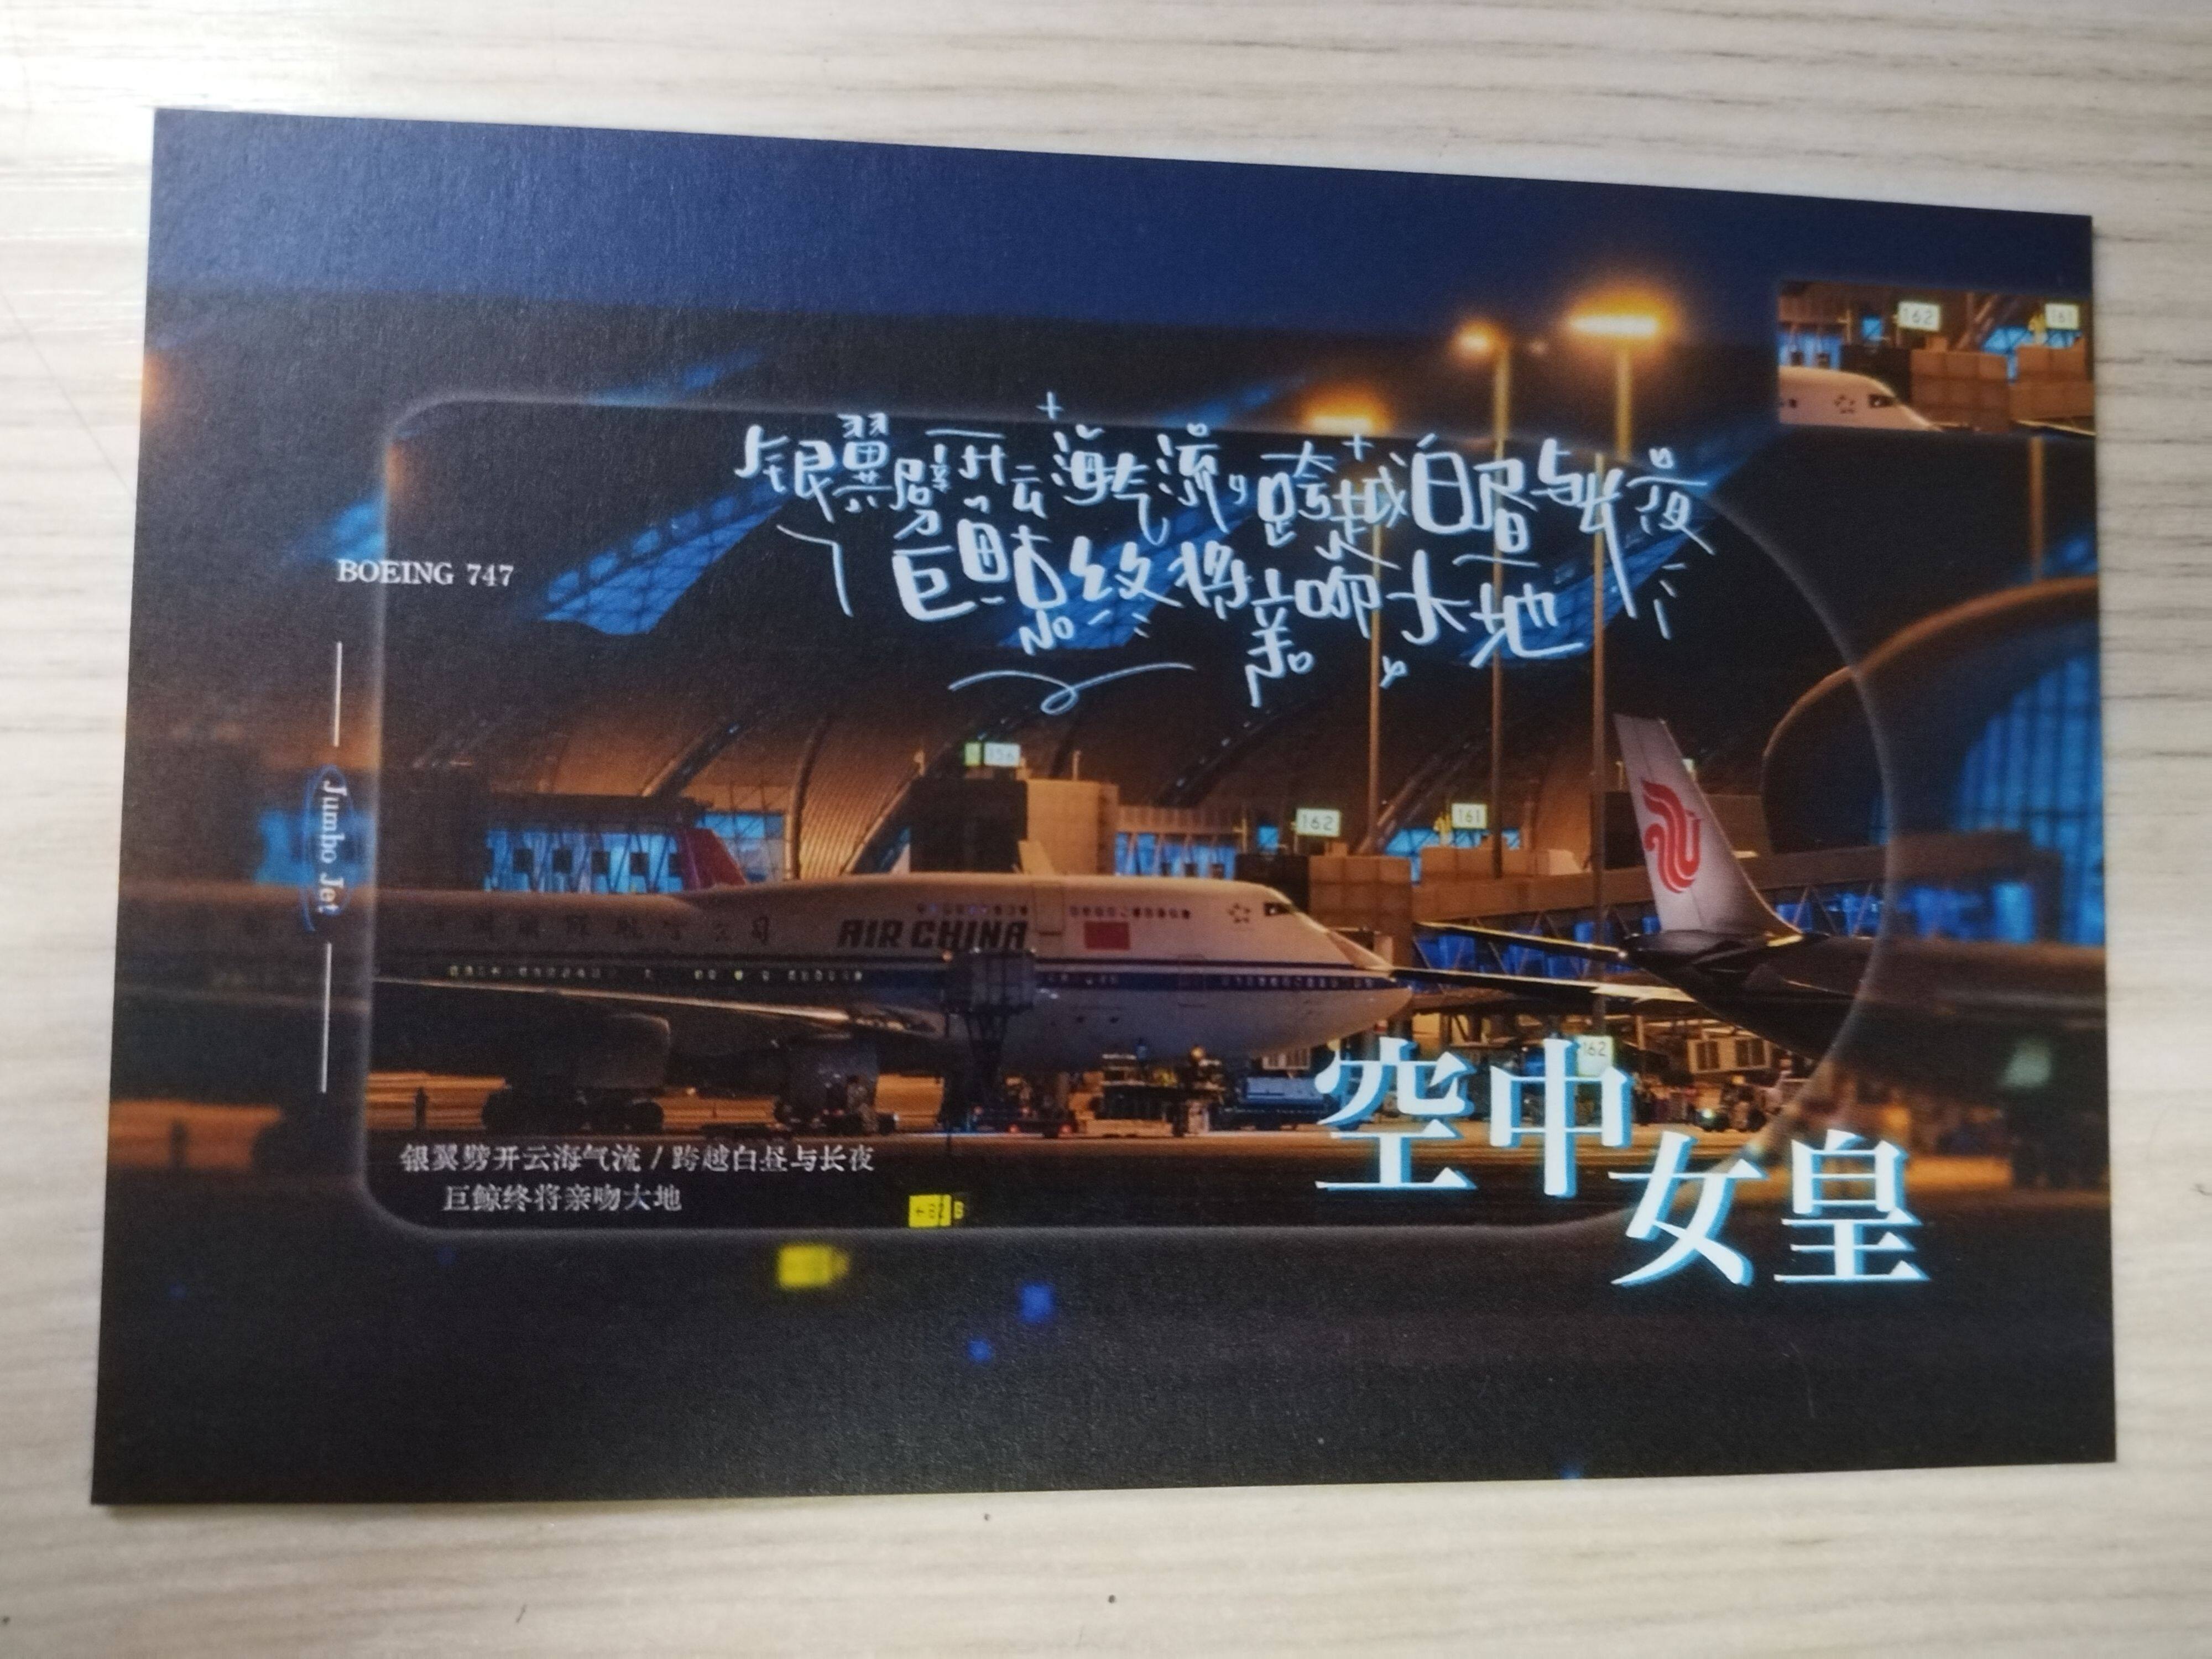 162 161
银翼劈开云海气流,跨越白昼与长夜
巨鲸终将亲吻大地
BOEING 747
156
162
161
Jumbo Jet
AIR CHINA
162
空中
女皇
银翼劈开云海气流 / 跨越白昼与长夜
巨鲸终将亲吻大地